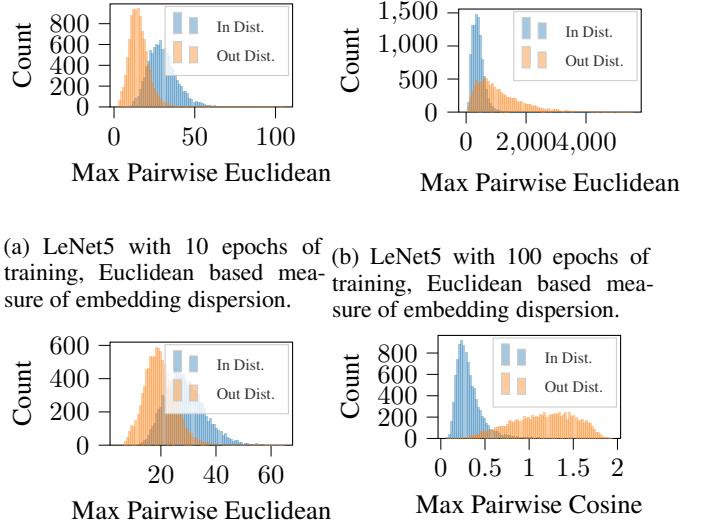 800
600
400
200
0
Count
In Dist.
Out Dist.
0 50 100
Max Pairwise Euclidean
1,500
1,000
500
0
Count
In Dist.
Out Dist.
0 2,000 4,000
Max Pairwise Euclidean
(a) LeNet5 with 10 epochs of
training, Euclidean based mea-
sure of embedding dispersion.
(b) LeNet5 with 100 epochs of
training, Euclidean based mea-
sure of embedding dispersion.
600
400
200
0
Count
In Dist.
Out Dist.
20 40 60
Max Pairwise Euclidean
800
600
400
200
0
Count
In Dist.
Out Dist.
0 0.5 1 1.5 2
Max Pairwise Cosine